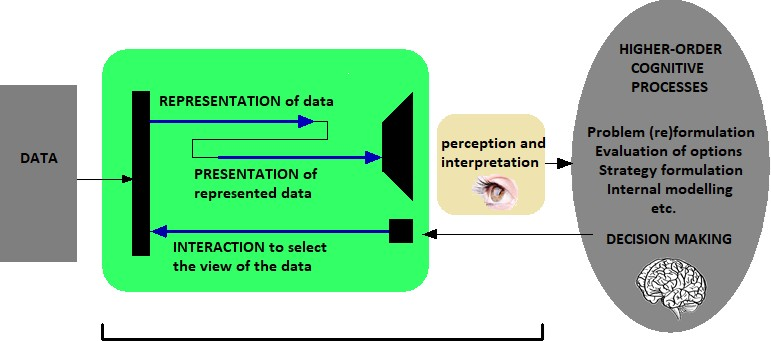 DATA
REPRESENTATION of data
PRESENTATION of
represented data
INTERACTION to select
the view of the data
perception and
interpretation
HIGHER-ORDER
COGNITIVE
PROCESSES
Problem (re)formulation
Evaluation of options
Strategy formulation
Internal modelling
etc.
DECISION MAKING